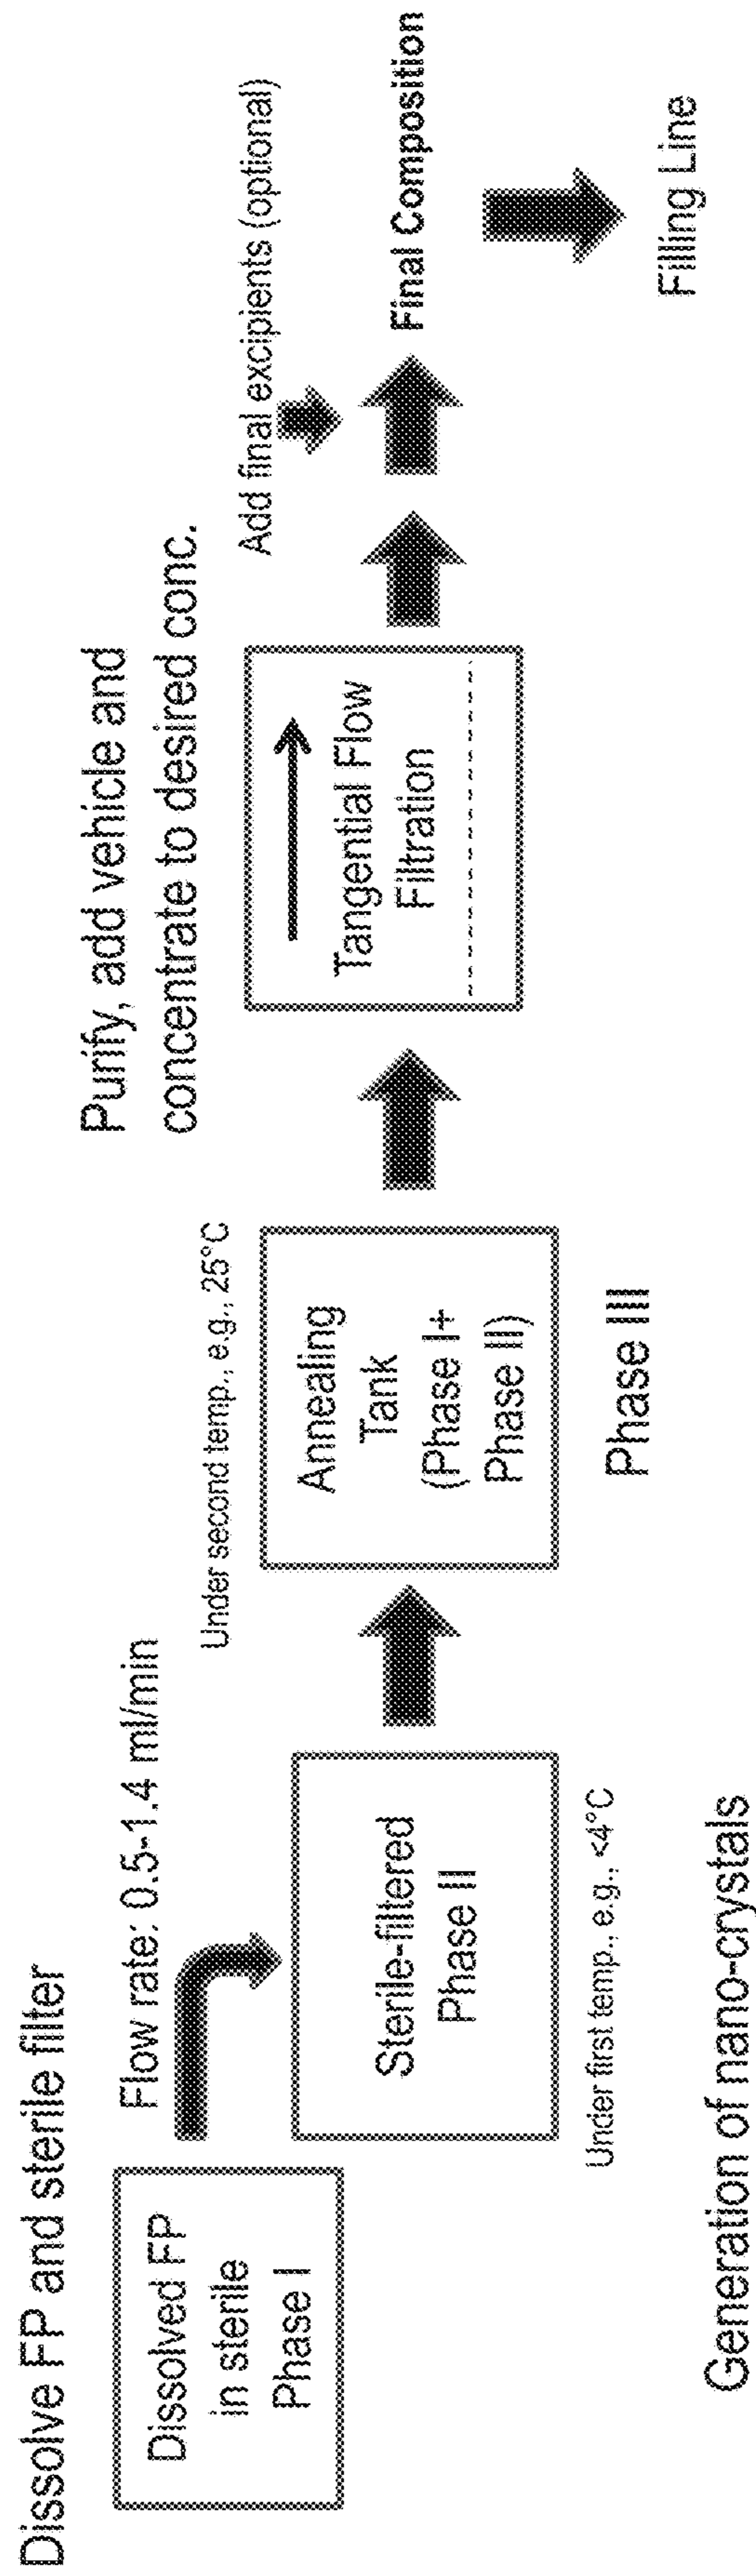 Dissolve FP and sterile filter
Dissolved FP
in sterile
Phase I
Flow rate: 0.5-1.4 ml/min
Sterile-filtered
Phase II
Under first temp., e.g., <4°C
Generation of nano-crystals
Under second temp., e.g., 25°C
Annealing
Tank
(Phase I+
Phase II)
Phase III
Purify, add vehicle and
concentrate to desired conc.
Tangential Flow
Filtration
Add final excipients (optional)
Final Composition
Filling Line